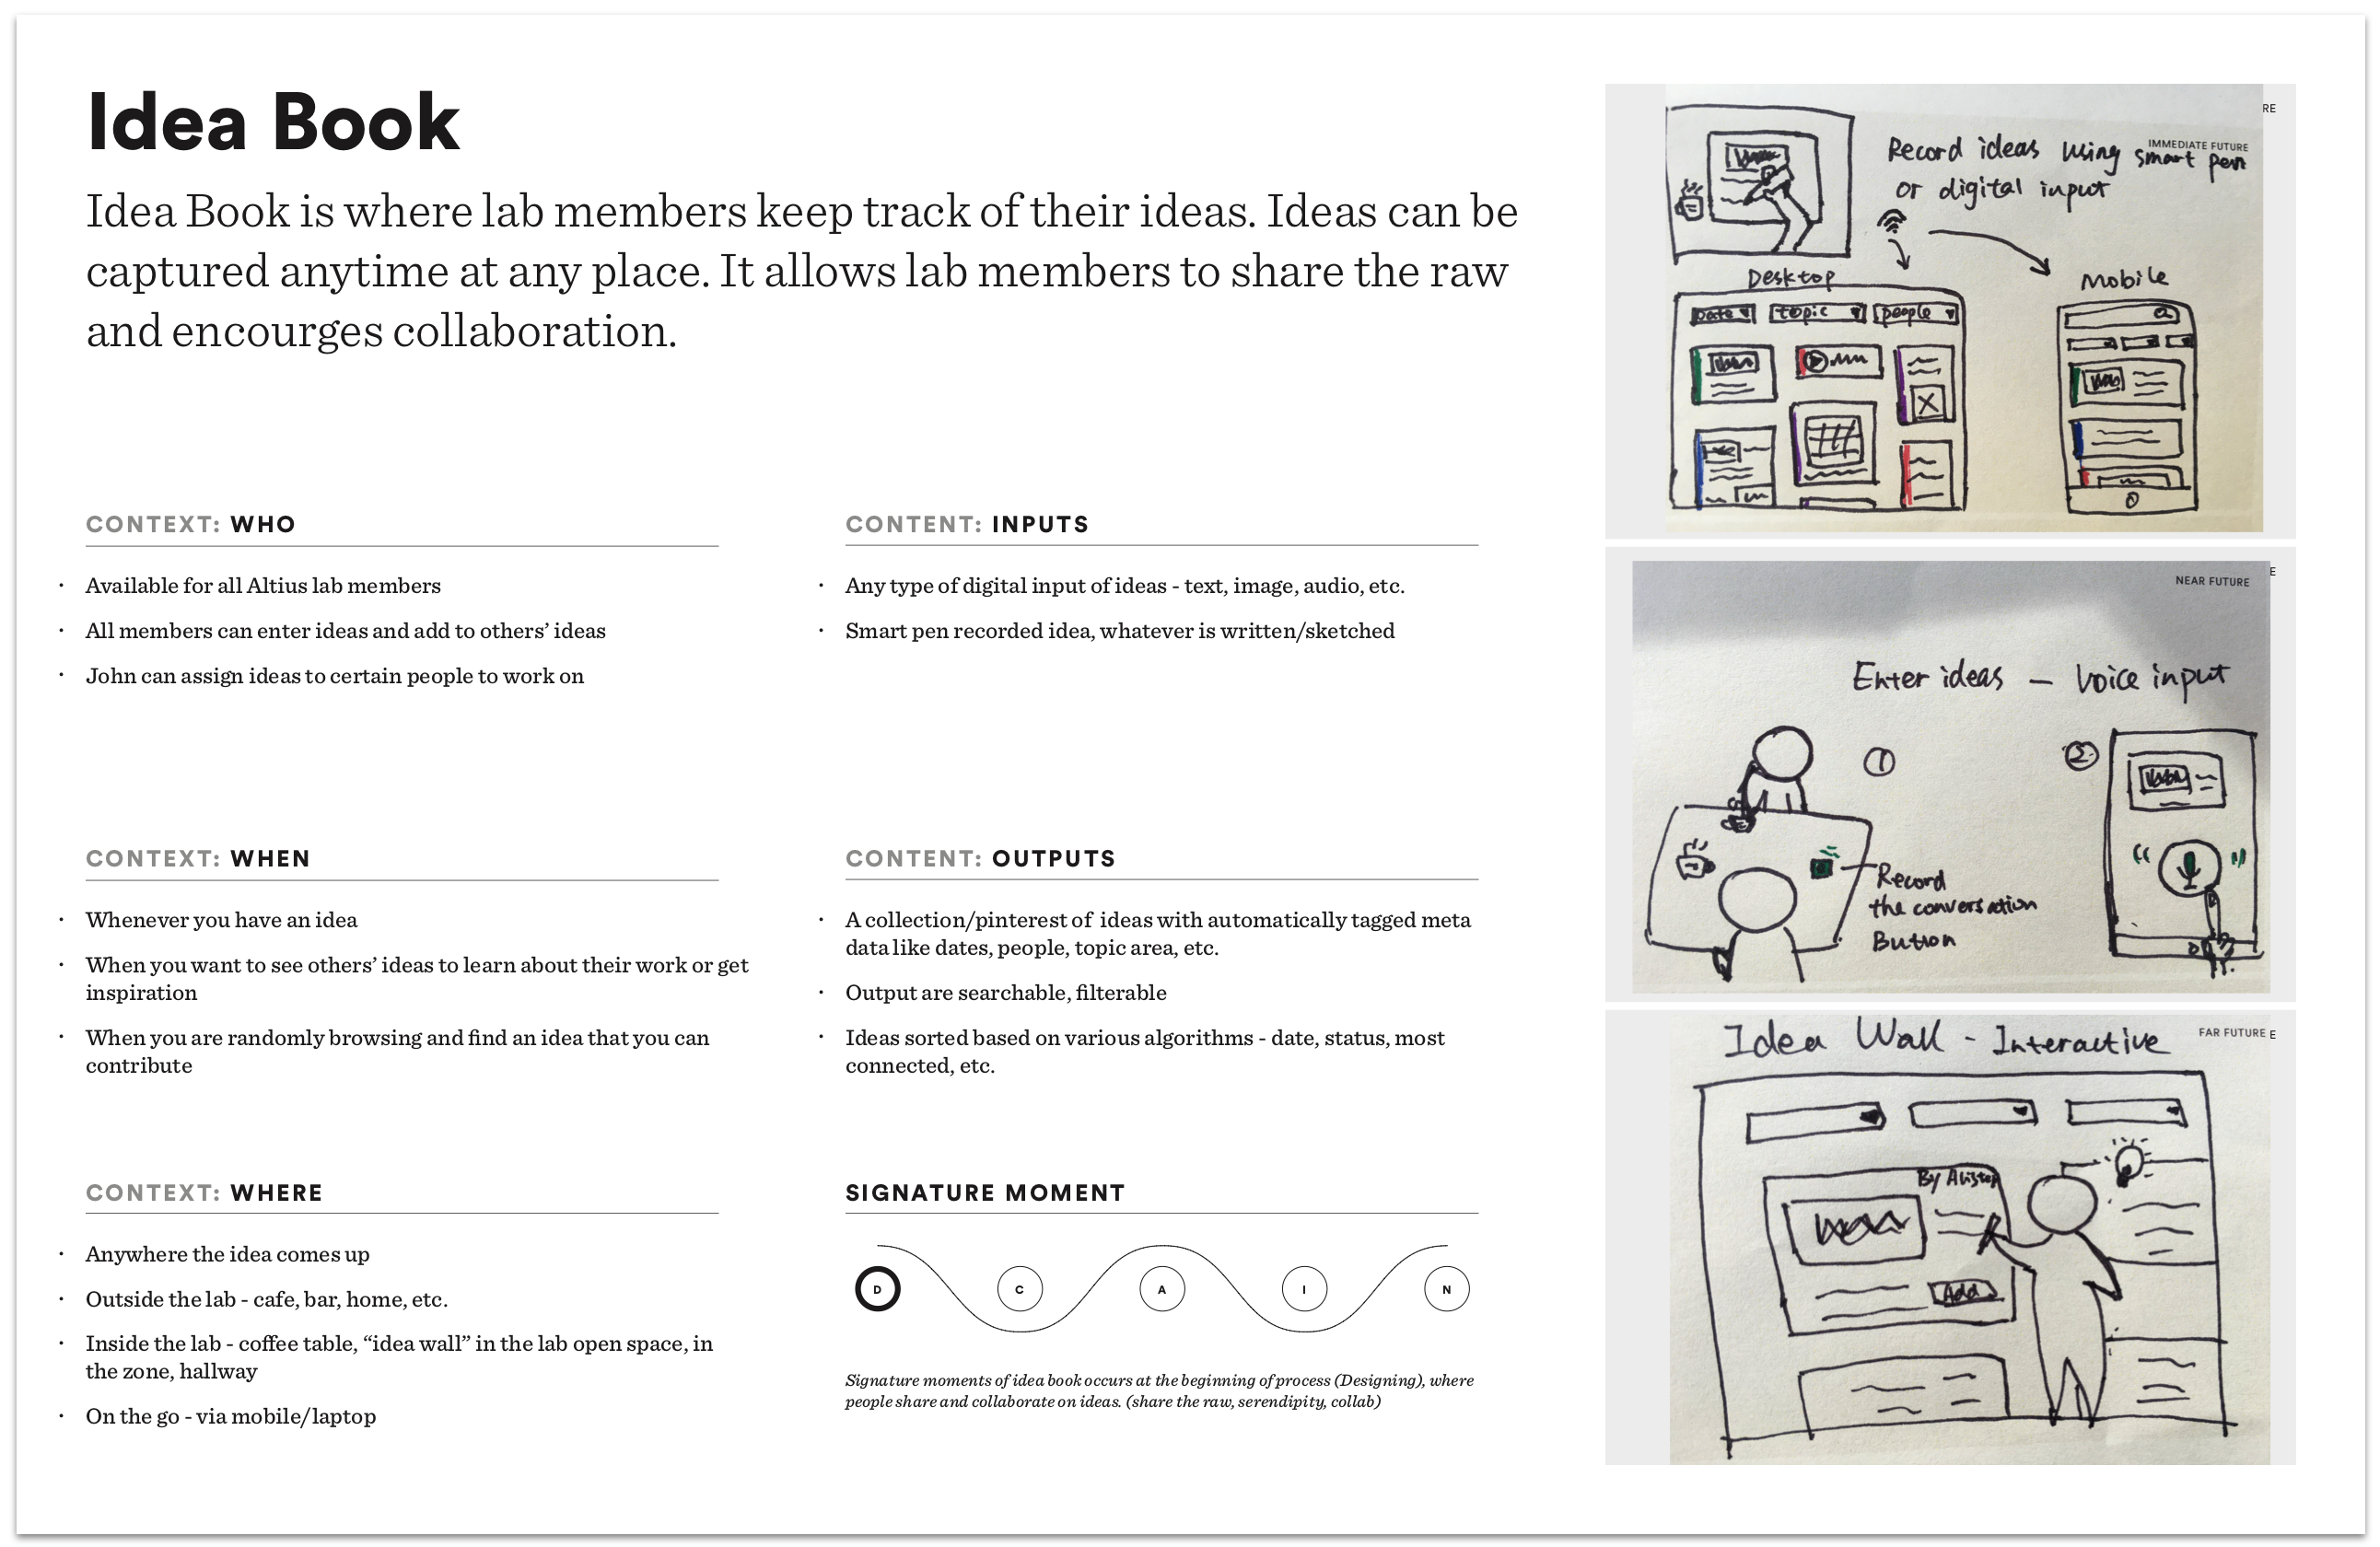 Idea Book
Idea Book is where lab members keep track of their ideas. Ideas can be
captured anytime at any place. It allows lab members to share the raw
and encourges collaboration.
CONTEXT: WHO
· Available for all Altius lab members
· All members can enter ideas and add to others’ ideas
· John can assign ideas to certain people to work on
CONTENT: INPUTS
· Any type of digital input of ideas - text, image, audio, etc.
· Smart pen recorded idea, whatever is written/sketched
CONTEXT: WHEN
· Whenever you have an idea
· When you want to see others’ ideas to learn about their work or get
inspiration
· When you are randomly browsing and find an idea that you can
contribute
CONTENT: OUTPUTS
· A collection/pinterest of ideas with automatically tagged meta
data like dates, people, topic area, etc.
· Output are searchable, filterable
· Ideas sorted based on various algorithms - date, status, most
connected, etc.
CONTEXT: WHERE
· Anywhere the idea comes up
· Outside the lab - cafe, bar, home, etc.
· Inside the lab - coffee table, “idea wall” in the lab open space, in
the zone, hallway
· On the go - via mobile/laptop
SIGNATURE MOMENT
D C A I N
Signature moments of idea book occurs at the beginning of process (Designing), where
people share and collaborate on ideas. (share the raw, serendipity, collab)
RE
IMMEDIATE FUTURE
Record ideas using smart pen
or digital input
Desktop
Mobile
Date topic people
E
NEAR FUTURE
Enter ideas — Voice input
1 2
Record
the conversation
Button
FAR FUTURE E
Idea Wall - Interactive
By
Add